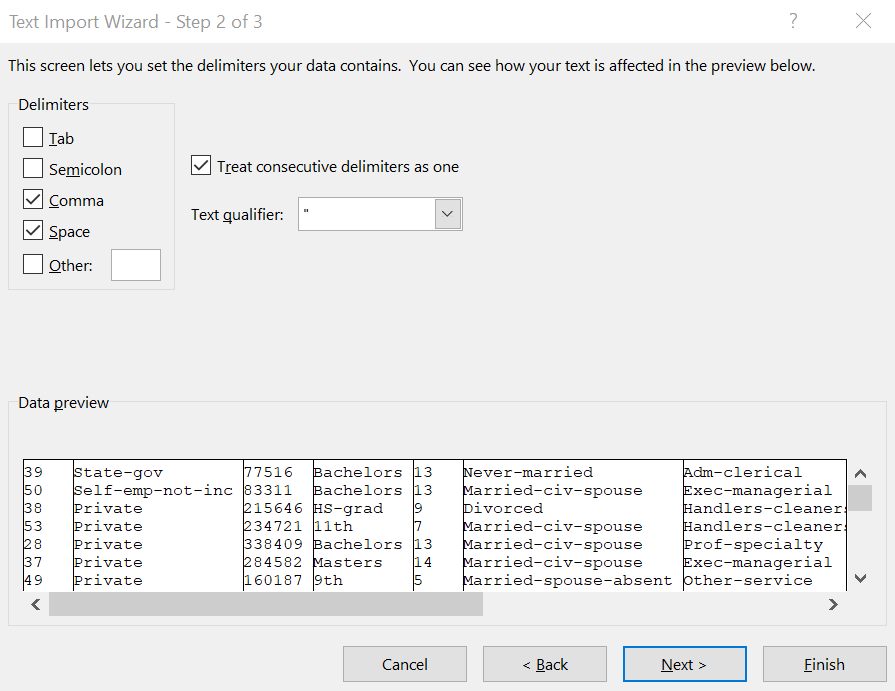 Text Import Wizard - Step 2 of 3
This screen lets you set the delimiters your data contains.  You can see how your text is affected in the preview below.
Delimiters
Tab
Semicolon
Comma
Space
Other:
Treat consecutive delimiters as one
Text qualifier: "
Data preview
39 State-gov 77516 Bachelors 13 Never-married Adm-clerical
50 Self-emp-not-inc 83311 Bachelors 13 Married-civ-spouse Exec-managerial
38 Private 215646 HS-grad 9 Divorced Handlers-cleaners
53 Private 234721 11th 7 Married-civ-spouse Handlers-cleaners
28 Private 338409 Bachelors 13 Married-civ-spouse Prof-specialty
37 Private 284582 Masters 14 Married-civ-spouse Exec-managerial
49 Private 160187 9th 5 Married-spouse-absent Other-service
Cancel
< Back
Next >
Finish